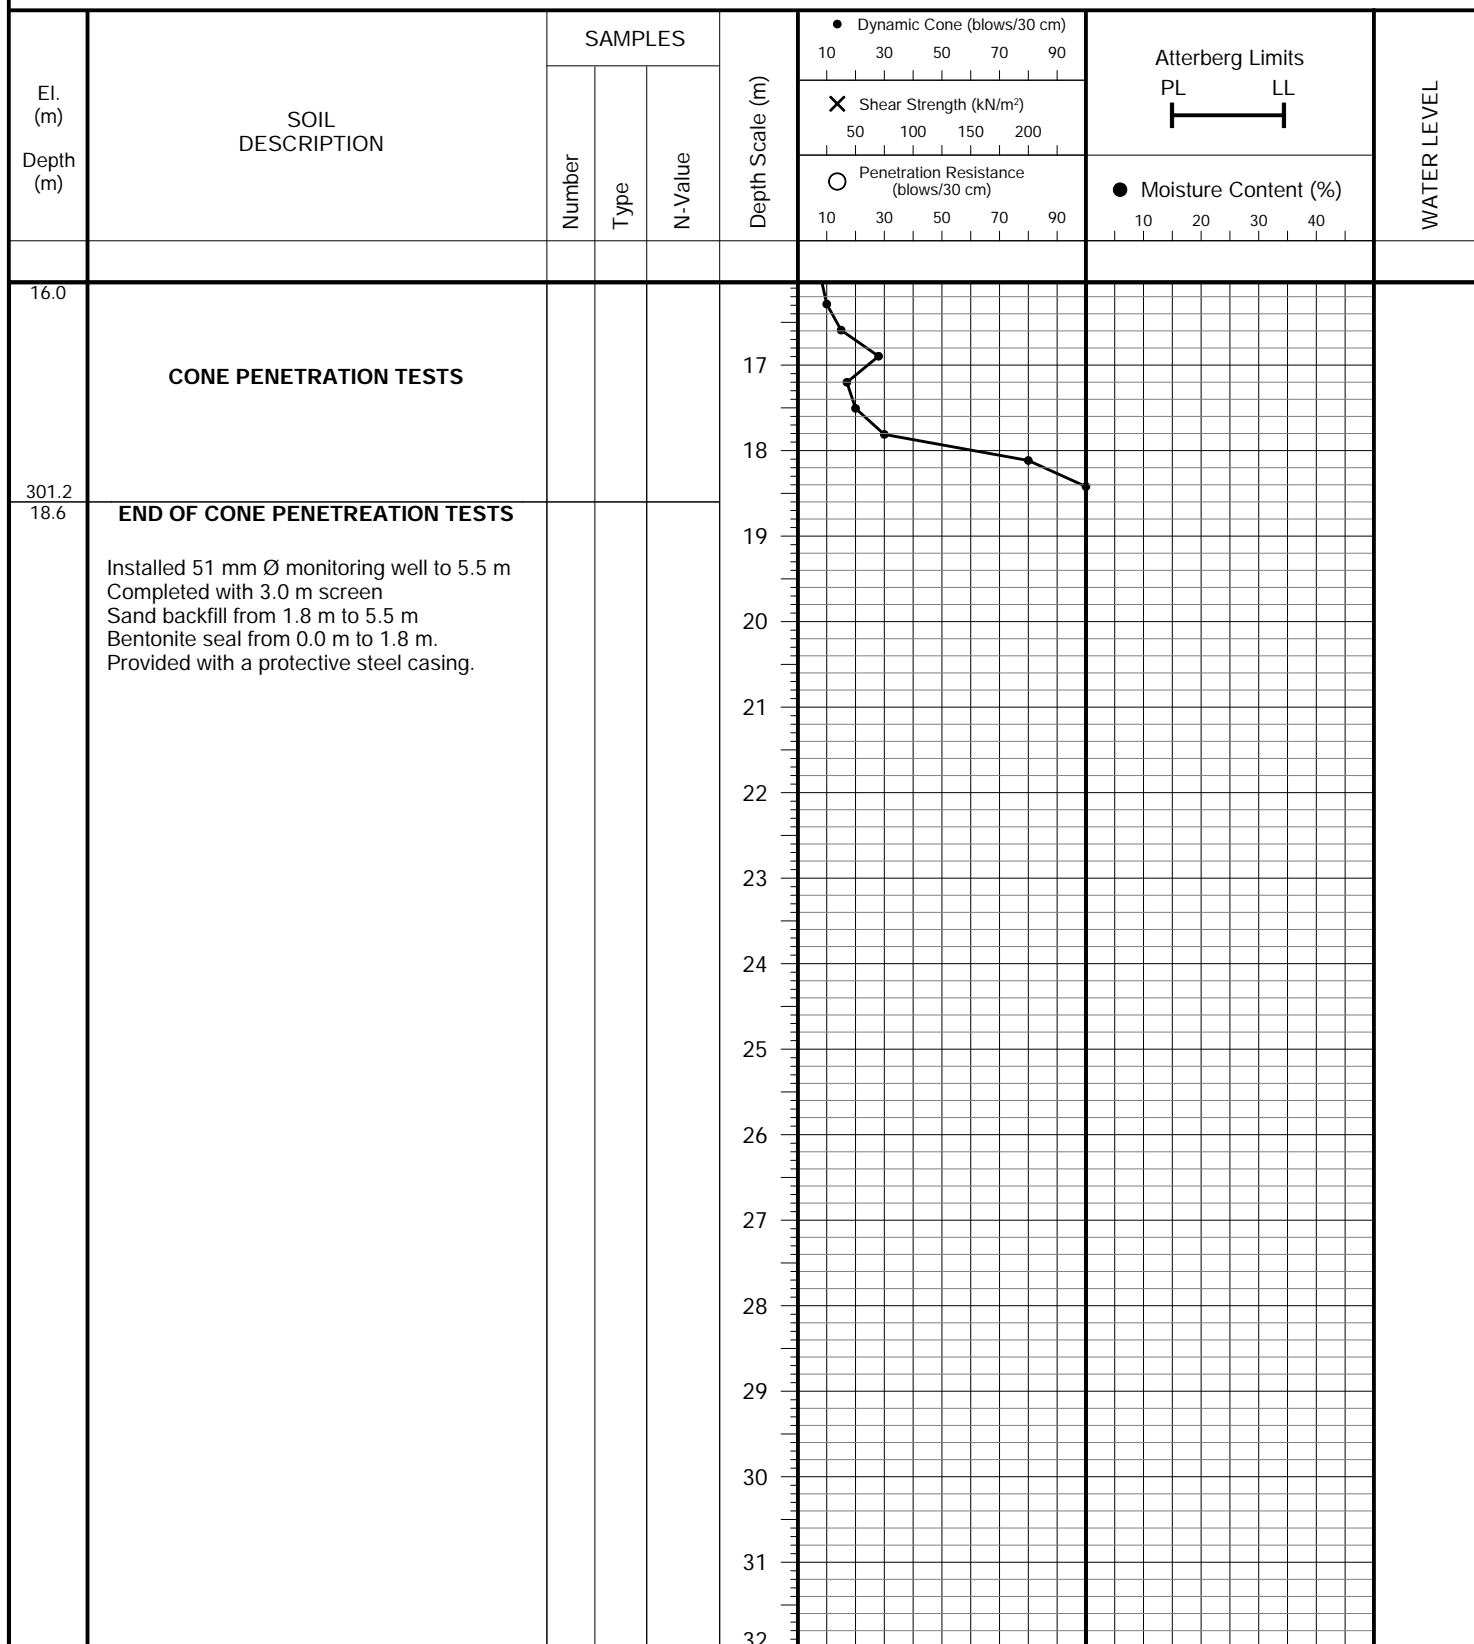 El.
(m)
Depth
(m)
SOIL
DESCRIPTION
SAMPLES
Number
Type
N-Value
Depth Scale (m)
Dynamic Cone (blows/30 cm)
10 30 50 70 90
Shear Strength (kN/m²)
50 100 150 200
Penetration Resistance
(blows/30 cm)
10 30 50 70 90
Atterberg Limits
PL LL
Moisture Content (%)
10 20 30 40
WATER LEVEL
16.0
CONE PENETRATION TESTS
301.2
18.6
END OF CONE PENETREATION TESTS
Installed 51 mm Ø monitoring well to 5.5 m
Completed with 3.0 m screen
Sand backfill from 1.8 m to 5.5 m
Bentonite seal from 0.0 m to 1.8 m.
Provided with a protective steel casing.
17
18
19
20
21
22
23
24
25
26
27
28
29
30
31
32